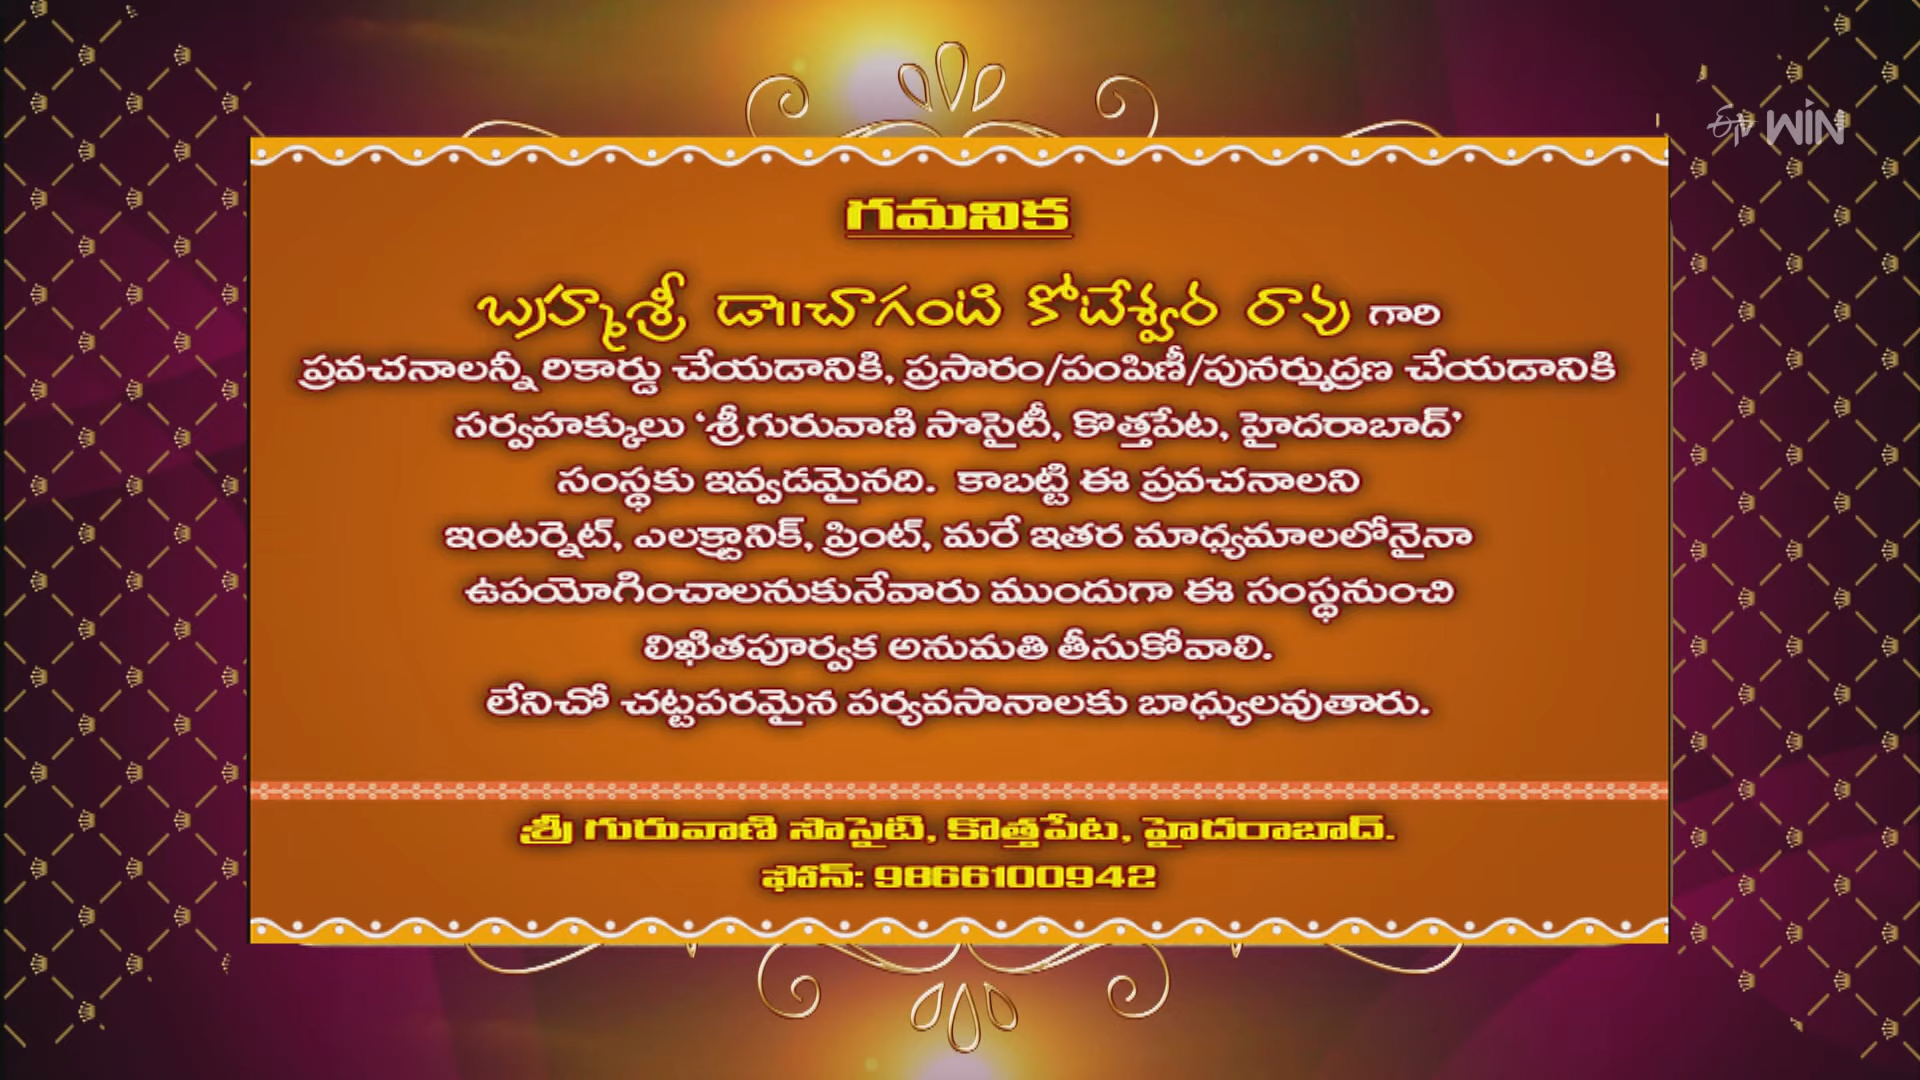 ఈtv WIN
గమనిక
బ్రహ్మశ్రీ డా||చాగంటి కోటేశ్వర రావు గారి
ప్రవచనాలన్నీ రికార్డు చేయడానికి, ప్రసారం/పంపిణీ/పునర్ముద్రణ చేయడానికి
సర్వహక్కులు ‘శ్రీగురువాణి సొసైటీ, కొత్తపేట, హైదరాబాద్’
సంస్థకు ఇవ్వడమైనది. కాబట్టి ఈ ప్రవచనాలని
ఇంటర్నెట్, ఎలక్ట్రానిక్, ప్రింట్, మరే ఇతర మాధ్యమాలలోనైనా
ఉపయోగించాలనుకునేవారు ముందుగా ఈ సంస్థనుంచి
లిఖితపూర్వక అనుమతి తీసుకోవాలి.
లేనిచో చట్టపరమైన పర్యవసానాలకు బాధ్యులవుతారు.
శ్రీ గురువాణి సొసైటి, కొత్తపేట, హైదరాబాద్.
ఫోన్: 9866100942